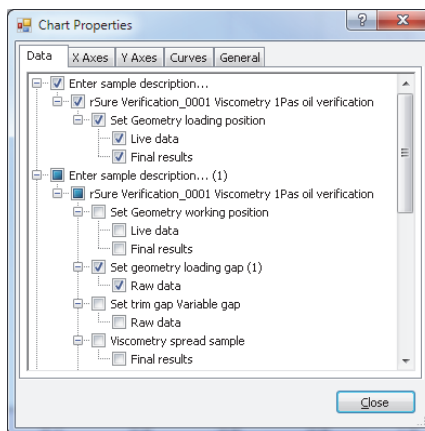 Chart Properties
Data X Axes Y Axes Curves General
Enter sample description...
rSure Verification_0001 Viscometry 1Pas oil verification
Set Geometry loading position
Live data
Final results
Enter sample description... (1)
rSure Verification_0001 Viscometry 1Pas oil verification
Set Geometry working position
Live data
Final results
Set geometry loading gap (1)
Raw data
Set trim gap Variable gap
Raw data
Viscometry spread sample
Final results
Close